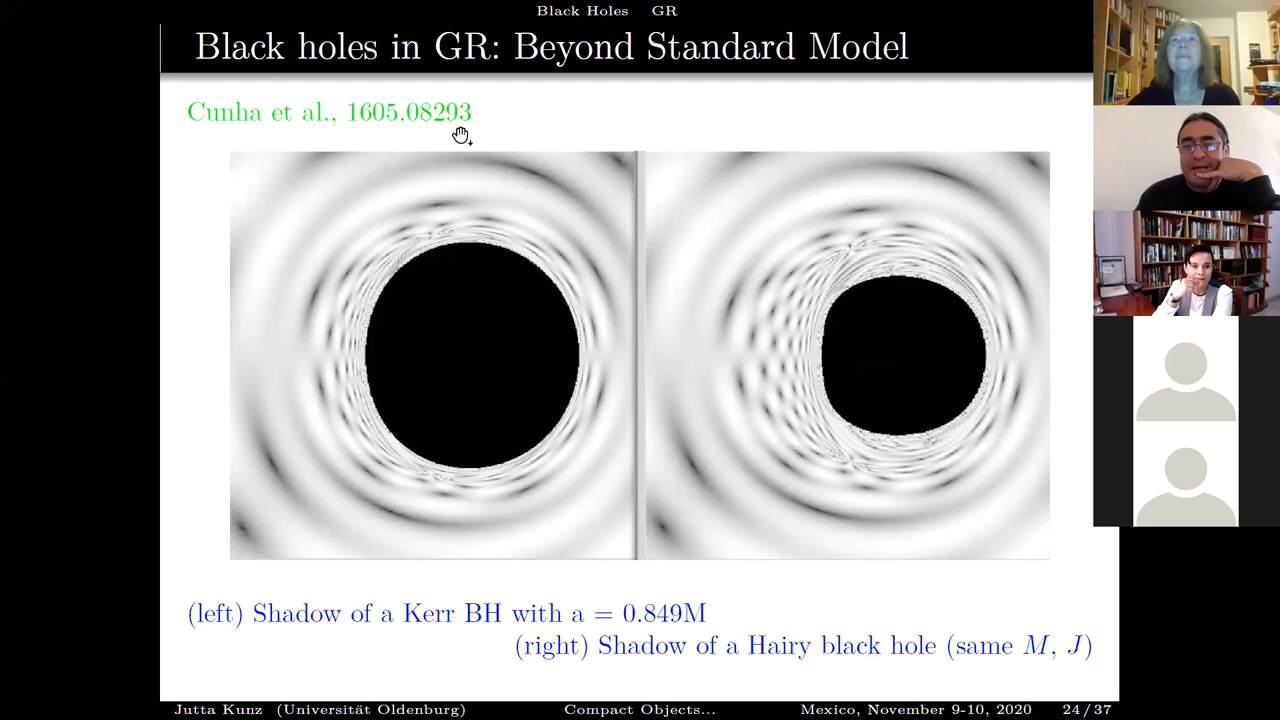 Black Holes GR
Black holes in GR: Beyond Standard Model
Cunha et al., 1605.08293
(left) Shadow of a Kerr BH with a = 0.849M
(right) Shadow of a Hairy black hole (same M, J)
Jutta Kunz (Universität Oldenburg) Compact Objects... Mexico, November 9-10, 2020 24/37